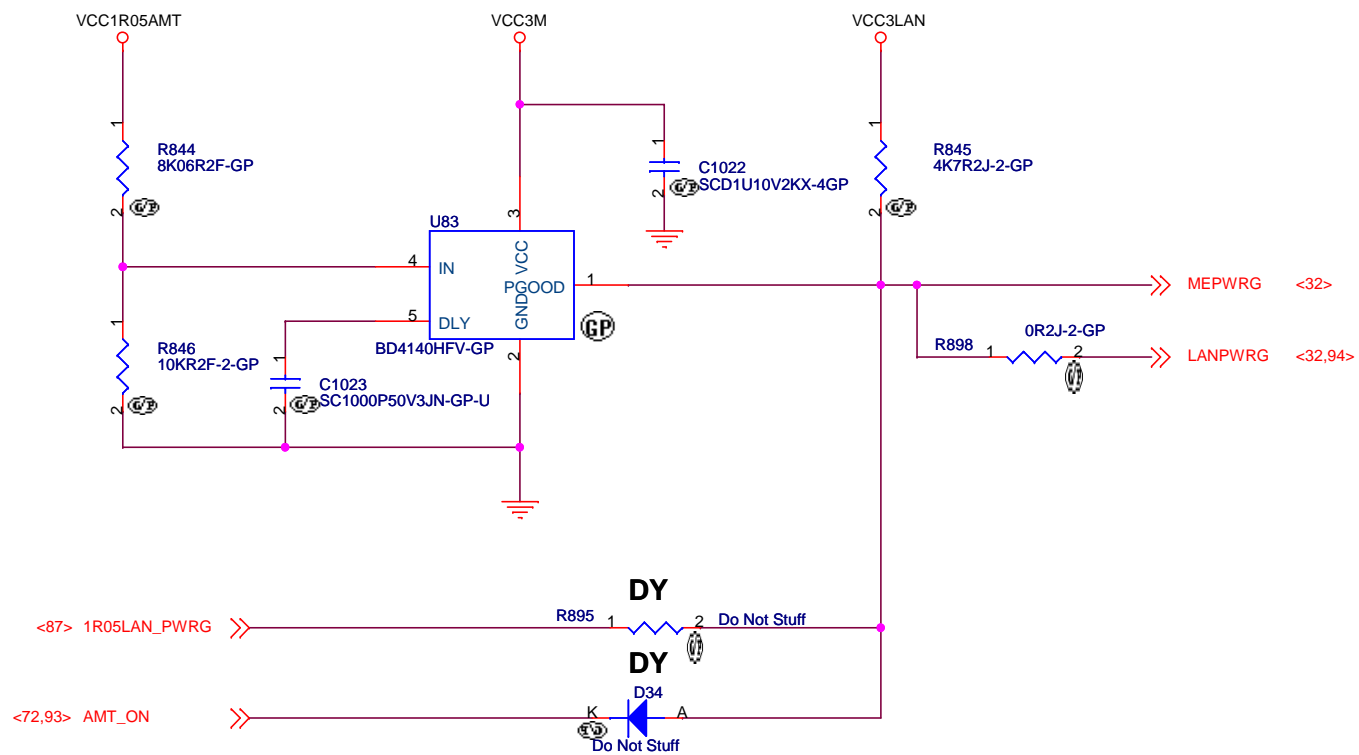 VCC1R05AMT
VCC3M
VCC3LAN
1
R844
8K06R2F-GP
2
G/P
1
C1022
SCD1U10V2KX-4GP
2
G/P
1
R845
4K7R2J-2-GP
2
G/P
U83
3
VCC
4
IN
PGOOD
1
5
DLY
GND
2
BD4140HFV-GP
GP
MEPWRG <32>
1
R846
10KR2F-2-GP
2
G/P
1
C1023
SC1000P50V3JN-GP-U
2
G/P
0R2J-2-GP
R898
1
2
G/P
LANPWRG <32,94>
DY
<87> 1R05LAN_PWRG
R895
1
2
Do Not Stuff
G/P
DY
D34
<72,93> AMT_ON
K
A
G/P
Do Not Stuff